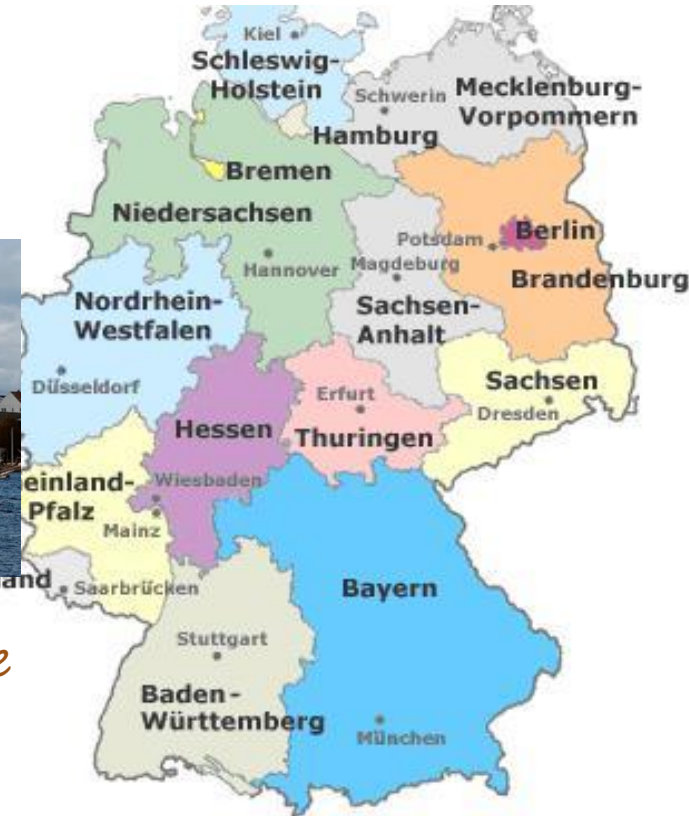 Kiel
Schleswig-
Holstein
Schwerin
Mecklenburg-
Vorpommern
Hamburg
Bremen
Niedersachsen
Hannover
Potsdam
Berlin
Magdeburg
Brandenburg
Sachsen-
Anhalt
Nordrhein-
Westfalen
Düsseldorf
Hessen
Erfurt
Thuringen
Sachsen
Dresden
einland-
Pfalz
Wiesbaden
Mainz
and
Saarbrücken
Bayern
Stuttgart
Baden-
Württemberg
München
e